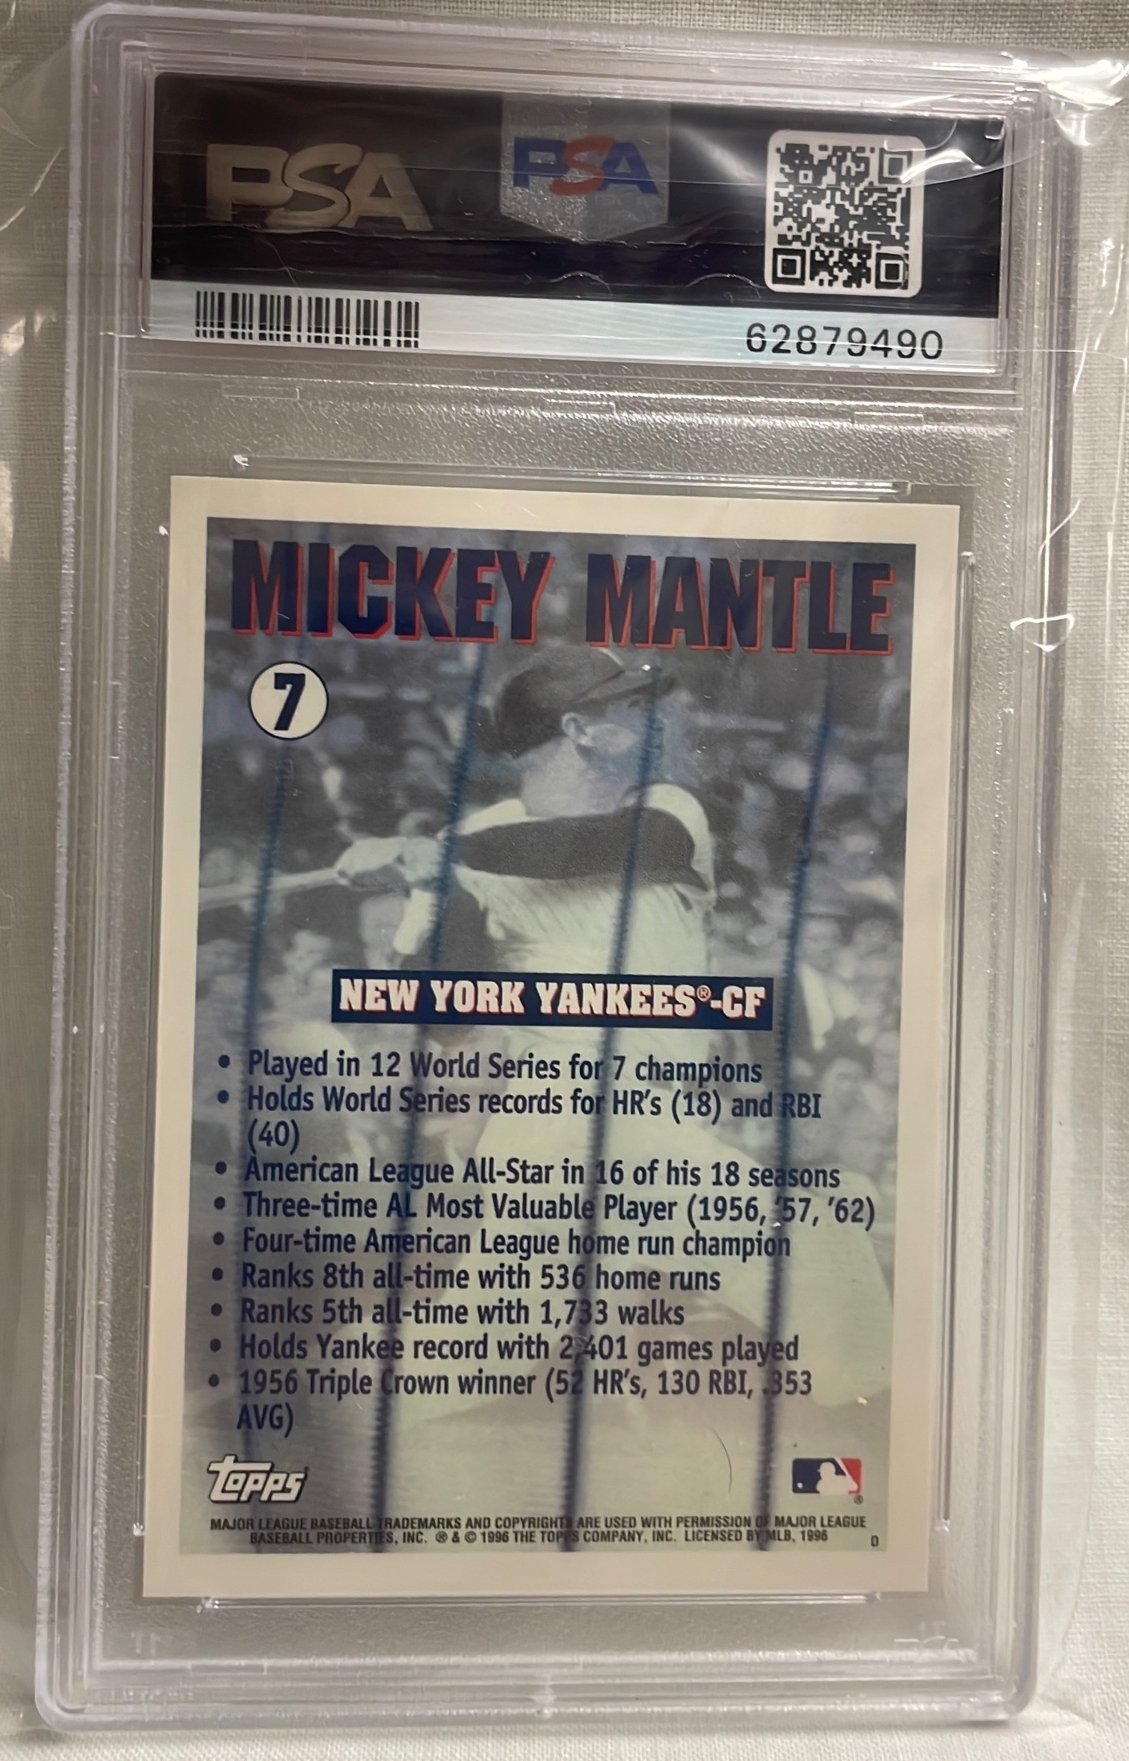 PSA PSA
62879490
MICKEY MANTLE
7
NEW YORK YANKEES®-CF
• Played in 12 World Series for 7 champions
• Holds World Series records for HR's (18) and RBI
(40)
• American League All-Star in 16 of his 18 seasons
• Three-time AL Most Valuable Player (1956, '57, '62)
• Four-time American League home run champion
• Ranks 8th all-time with 536 home runs
• Ranks 5th all-time with 1,733 walks
• Holds Yankee record with 2,401 games played
• 1956 Triple Crown winner (52 HR's, 130 RBI, .353
AVG)
TOPPS ®
MAJOR LEAGUE BASEBALL TRADEMARKS AND COPYRIGHTS ARE USED WITH PERMISSION OF MAJOR LEAGUE
BASEBALL PROPERTIES, INC. ® & © 1996 THE TOPPS COMPANY, INC. LICENSED BY MLB, 1996 D